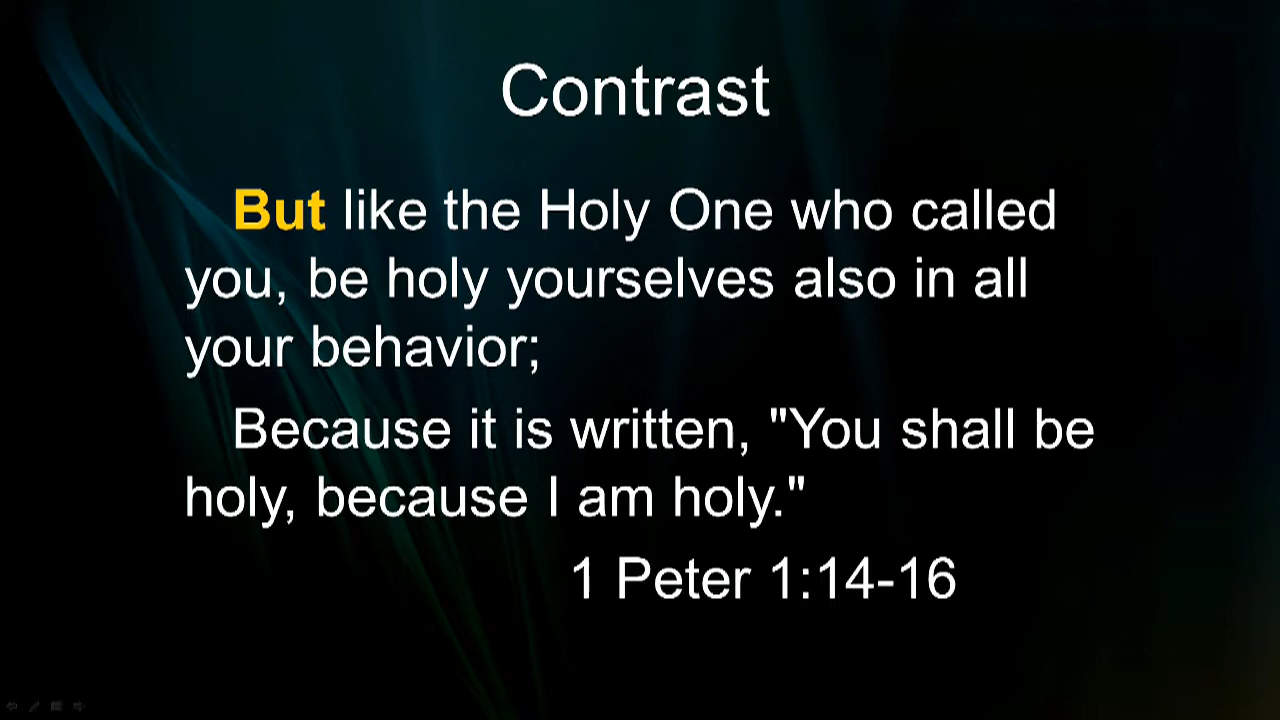 Contrast
But like the Holy One who called
you, be holy yourselves also in all
your behavior;
Because it is written, "You shall be
holy, because I am holy."
1 Peter 1:14-16